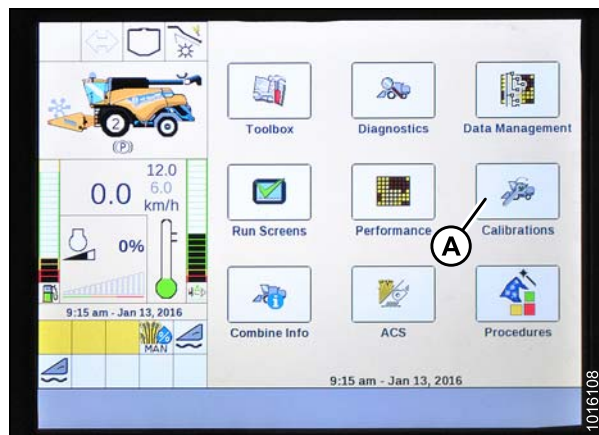 Toolbox
Diagnostics
Data Management
2
(P)
12.0
6.0
0.0
km/h
Run Screens
Performance
A
Calibrations
0%
F
9:15 am - Jan 13, 2016
MAN
%
Combine Info
ACS
Procedures
9:15 am - Jan 13, 2016
1016108